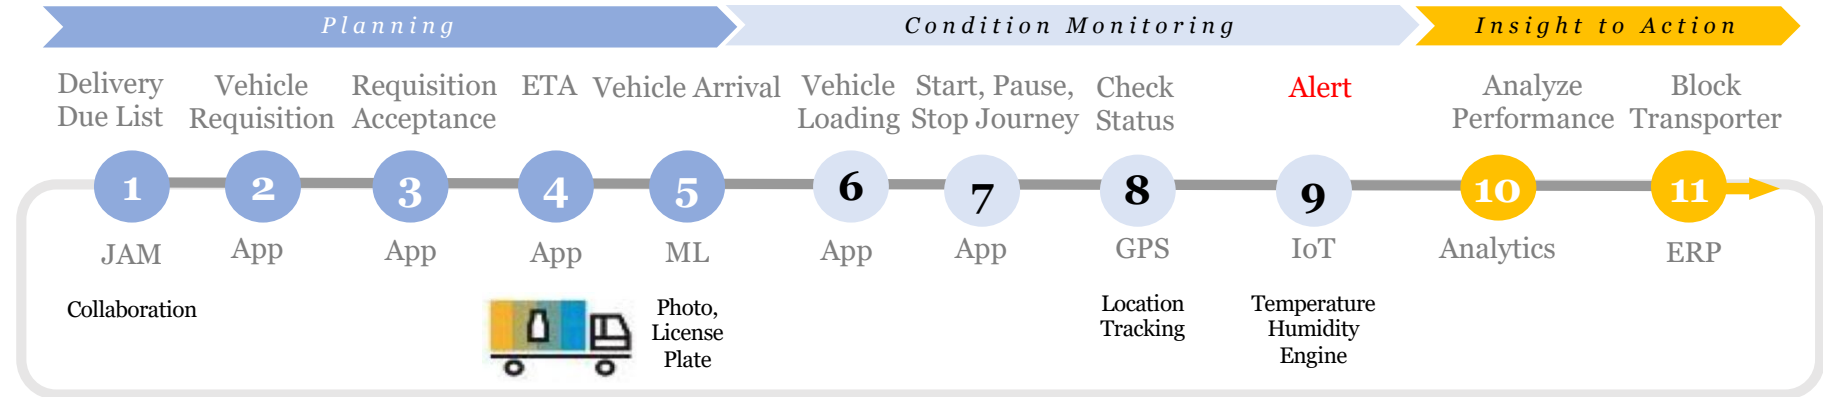 Planning
Condition Monitoring
Insight to Action
Delivery
Due List
Vehicle
Requisition
Requisition
Acceptance
ETA
Vehicle Arrival
Vehicle
Loading
Start, Pause,
Stop Journey
Check
Status
Alert
Analyze
Performance
Block
Transporter
1
2
3
4
5
6
7
8
9
10
11
JAM
App
App
App
ML
App
App
GPS
IoT
Analytics
ERP
Collaboration
Photo,
License
Plate
Location
Tracking
Temperature
Humidity
Engine